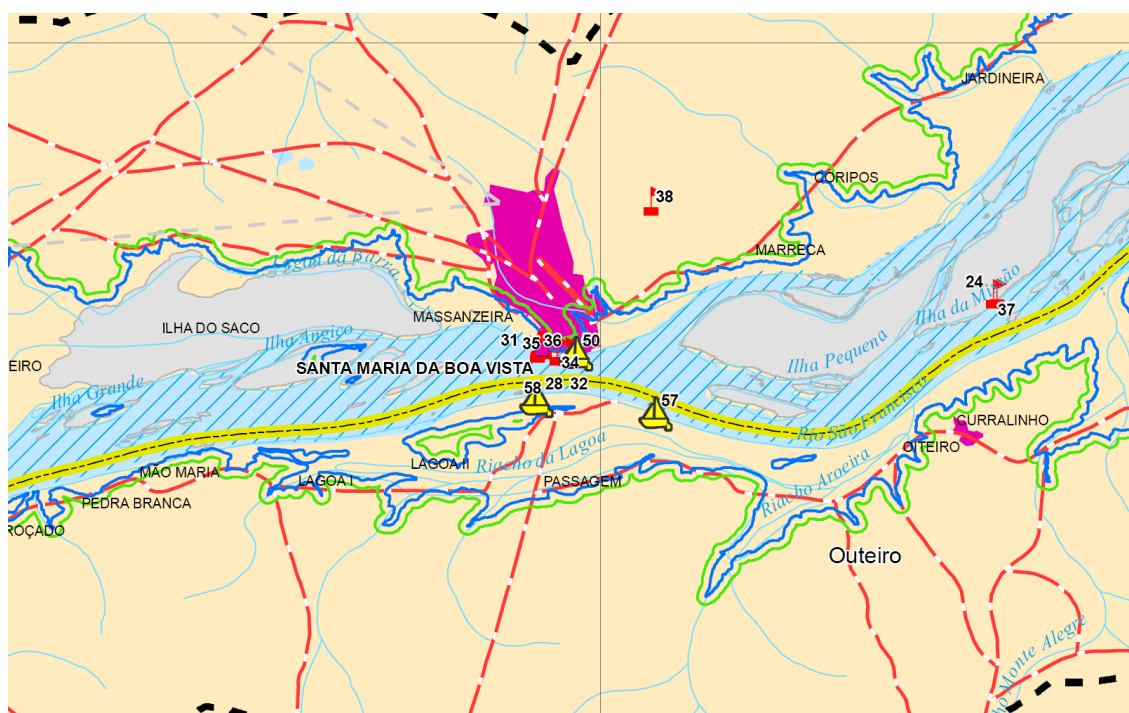 JARDINEIRA
CORIPOS
38
MARRECA
Lagoa da Barra
24
Ilha da Missão
37
MASSANZEIRA
ILHA DO SACO
Ilha Angico
31
35
36
50
34
Ilha Pequena
EIRO
SANTA MARIA DA BOA VISTA
Ilha Grande
58
28
32
57
Rio São Francisco
CURRALINHO
OITEIRO
LAGOA II
Riacho da Lagoa
MÃO MARIA
LAGOA I
PASSAGEM
Riacho Aroeira
PEDRA BRANCA
ROÇADO
Outeiro
ho Monte Alegre